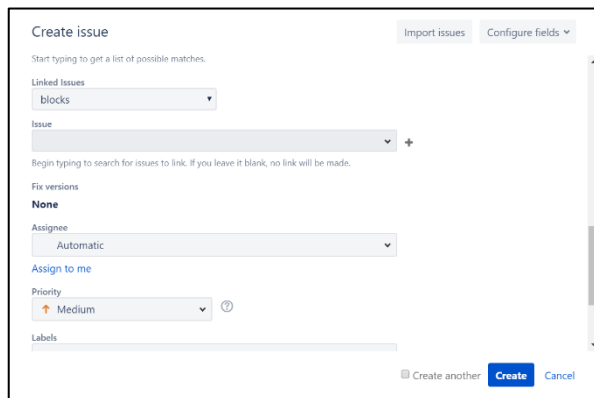 Create issue
Import issues
Configure fields
Start typing to get a list of possible matches.
Linked Issues
blocks
Issue
Begin typing to search for issues to link. If you leave it blank, no link will be made.
Fix versions
None
Assignee
Automatic
Assign to me
Priority
Medium
Labels
Create another
Create
Cancel